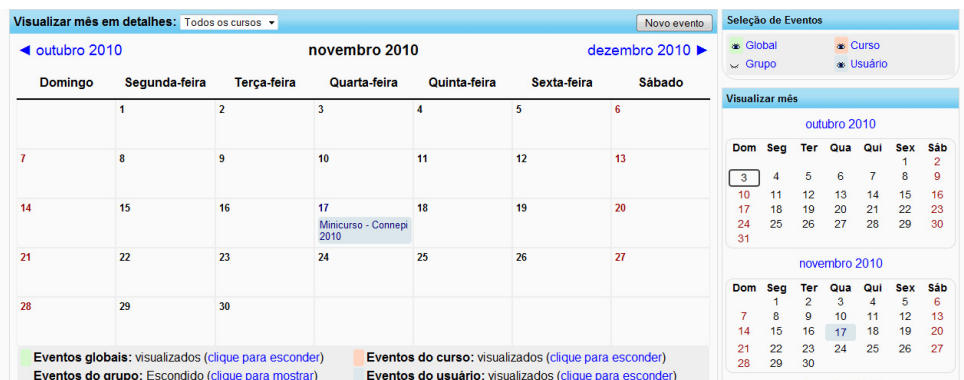 Visualizar mês em detalhes: Todos os cursos
Novo evento
◄ outubro 2010 novembro 2010 dezembro 2010 ►
Domingo Segunda-feira Terça-feira Quarta-feira Quinta-feira Sexta-feira Sábado
1 2 3 4 5 6
7 8 9 10 11 12 13
14 15 16 17 18 19 20
Minicurso - Connepi
2010
21 22 23 24 25 26 27
28 29 30
Eventos globais: visualizados (clique para esconder) Eventos do curso: visualizados (clique para esconder)
Eventos do grupo: Escondido (clique para mostrar) Eventos do usuário: visualizados (clique para esconder)
Seleção de Eventos
Global Curso
Grupo Usuário
Visualizar mês
outubro 2010
Dom Seg Ter Qua Qui Sex Sáb
1 2
3 4 5 6 7 8 9
10 11 12 13 14 15 16
17 18 19 20 21 22 23
24 25 26 27 28 29 30
31
novembro 2010
Dom Seg Ter Qua Qui Sex Sáb
1 2 3 4 5 6
7 8 9 10 11 12 13
14 15 16 17 18 19 20
21 22 23 24 25 26 27
28 29 30